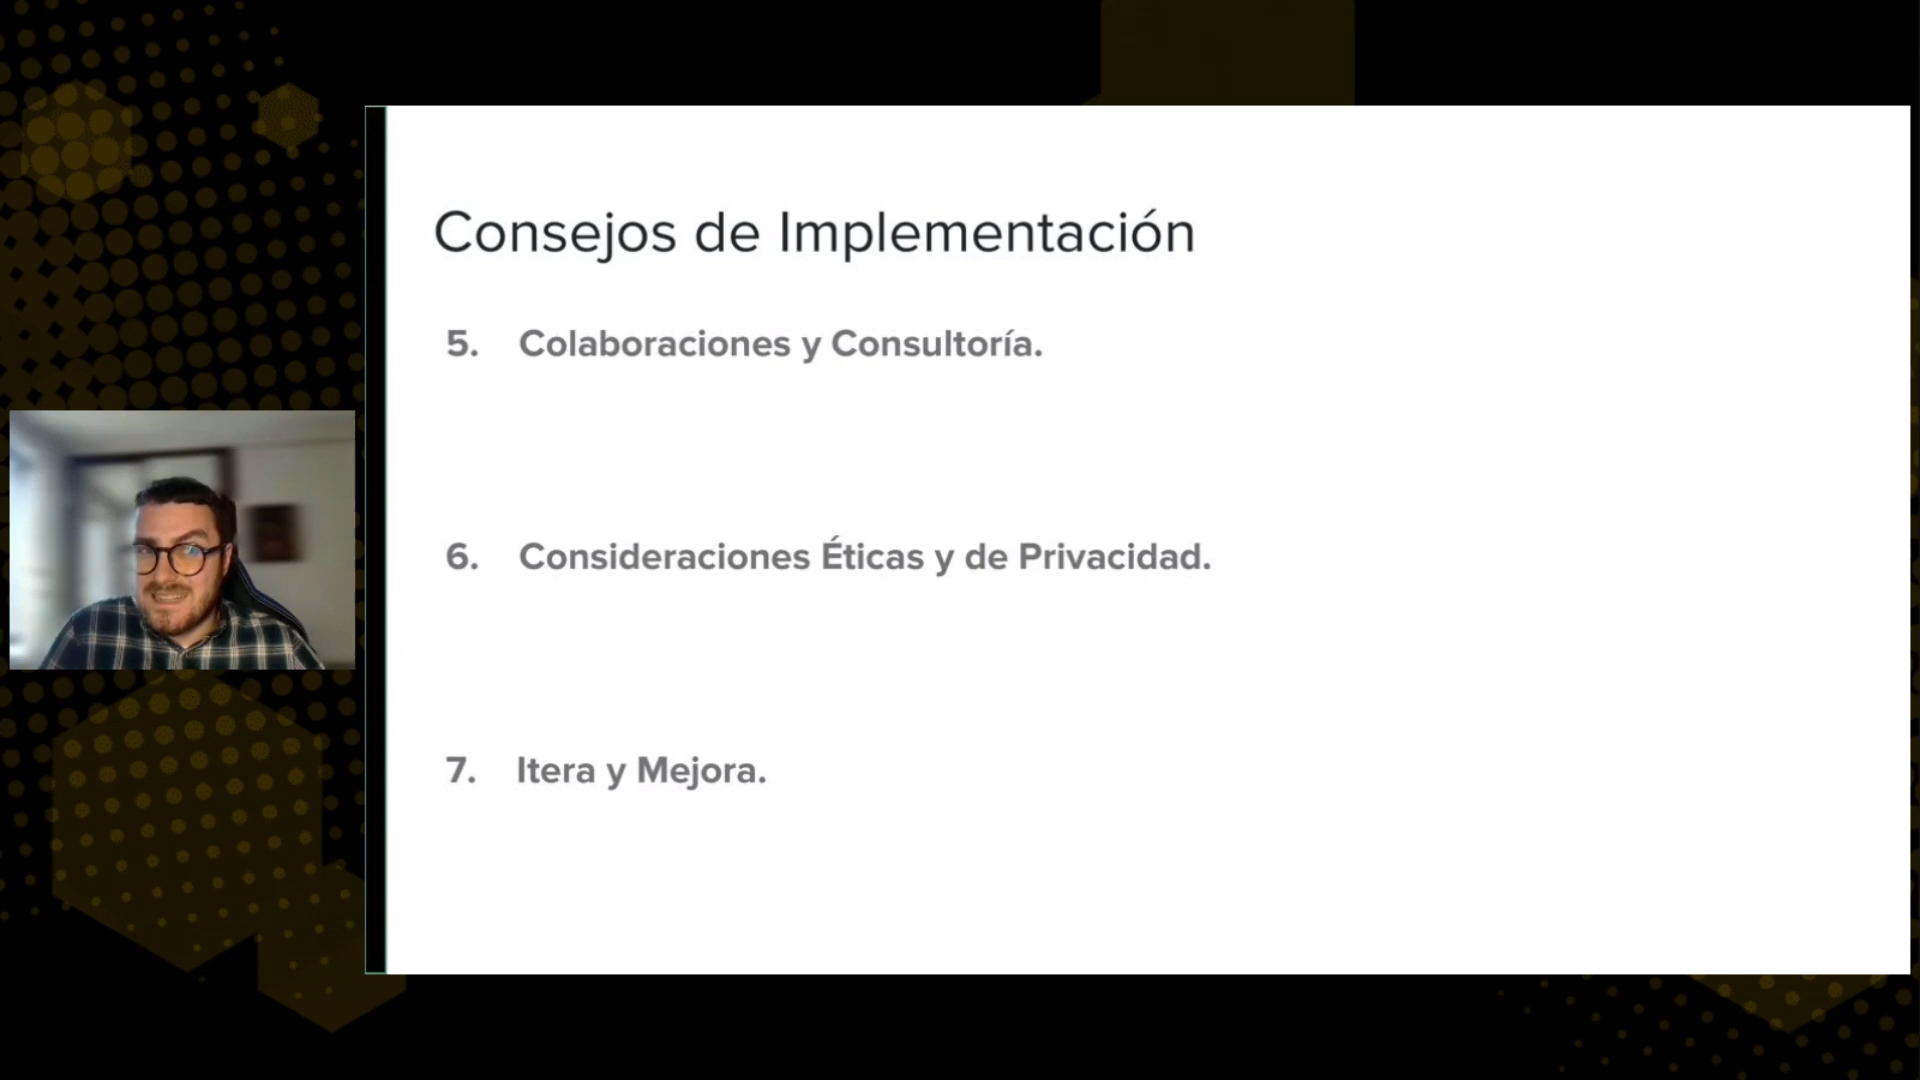 Consejos de Implementación
5. Colaboraciones y Consultoría.
6. Consideraciones Éticas y de Privacidad.
7. Itera y Mejora.